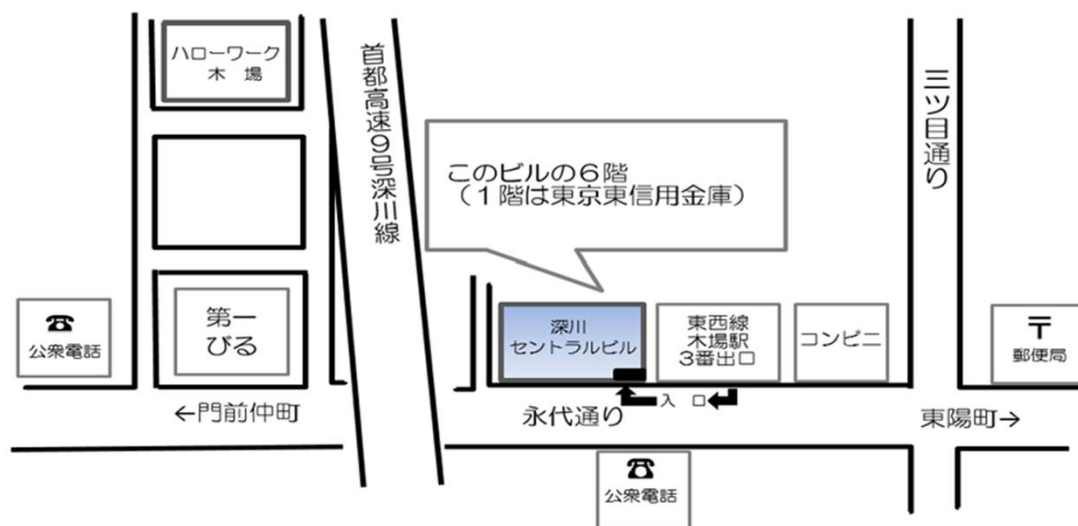 ハローワーク
木　場
首都高速９号深川線
三ツ目通り
このビルの６階
（１階は東京東信用金庫）
☎
公衆電話
第一
びる
深川
セントラルビル
東西線
木場駅
３番出口
コンビニ
〒
郵便局
←門前仲町
永代通り
入　口
東陽町→
☎
公衆電話